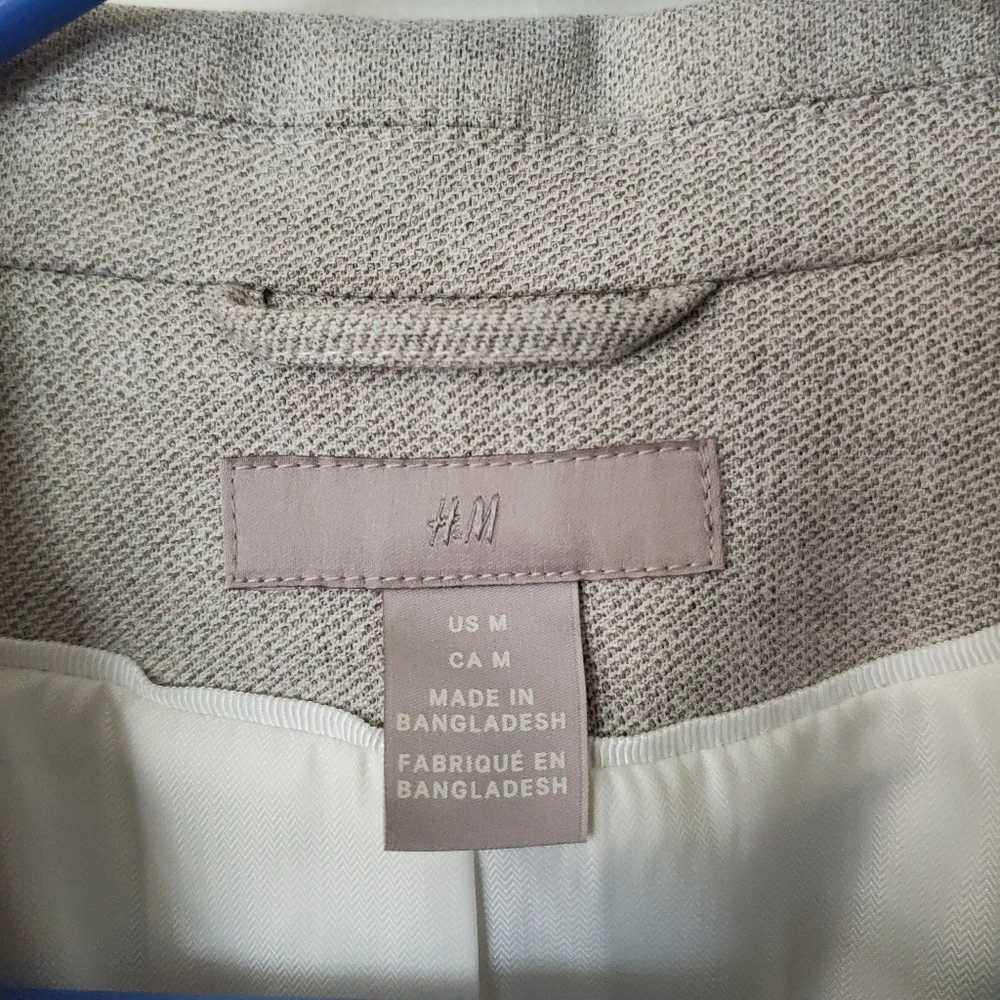 H&M
US M
CA M
MADE IN
BANGLADESH
FABRIQUÉ EN
BANGLADESH